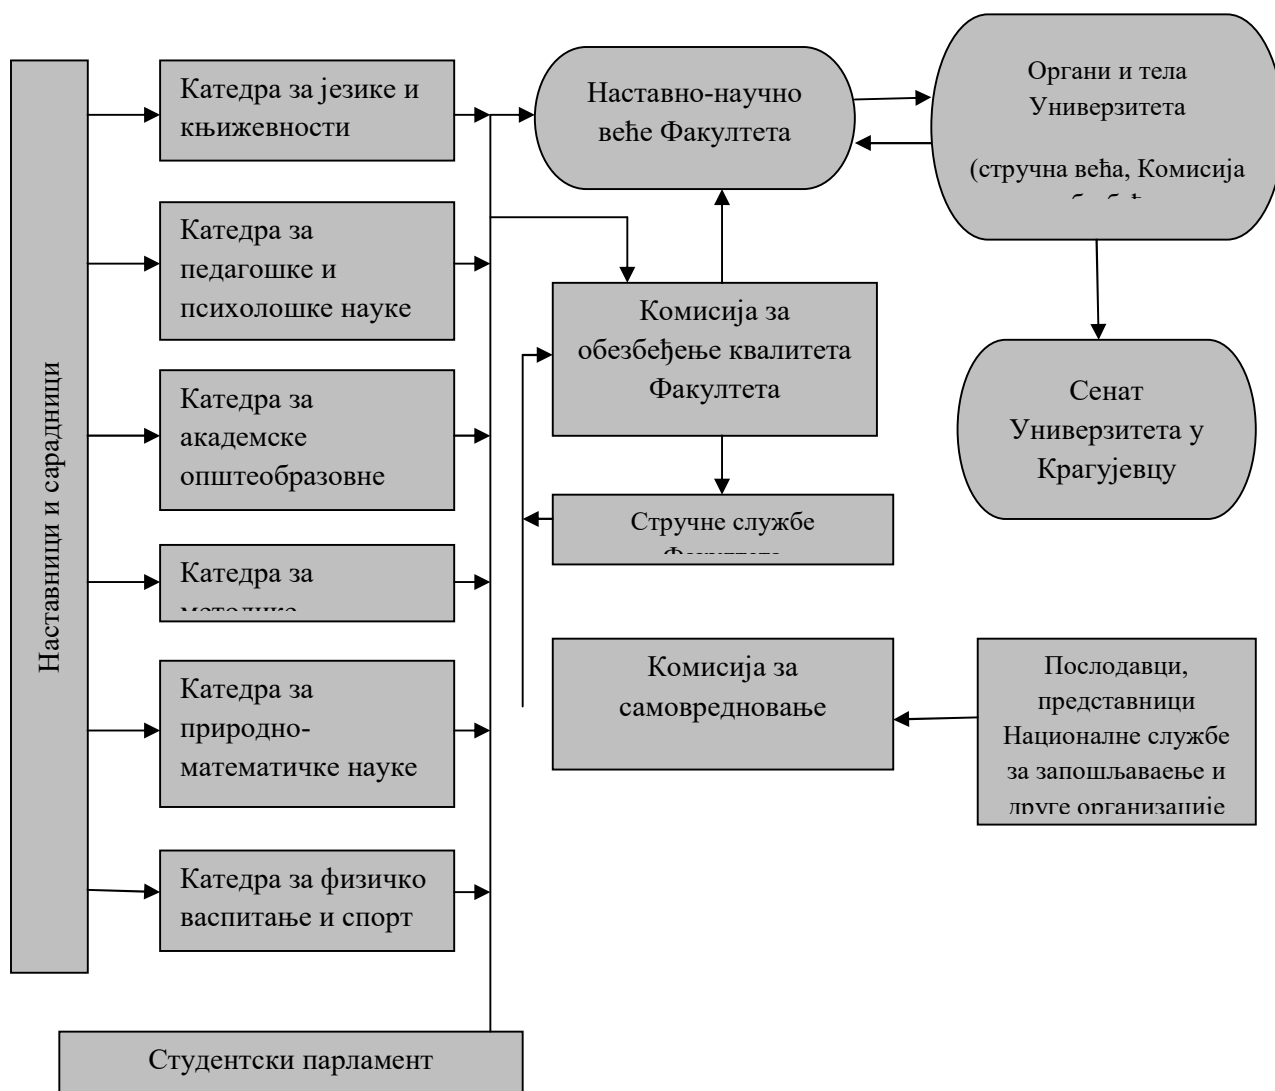 Наставници и сарадници
Катедра за језике и
књижевности
Катедра за
педагошке и
психолошке науке
Катедра за
академске
општеобразовне
Катедра за
методике
Катедра за
природно-
математичке науке
Катедра за физичко
васпитање и спорт
Студентски парламент
Наставно-научно
веће Факултета
Комисија за
обезбеђење квалитета
Факултета
Стручне службе
Факултета
Комисија за
самовредновање
Органи и тела
Универзитета
(стручна већа, Комисија
Сенат
Универзитета у
Крагујевцу
Послодавци,
представници
Националне службе
за запошљаваење и
друге организације